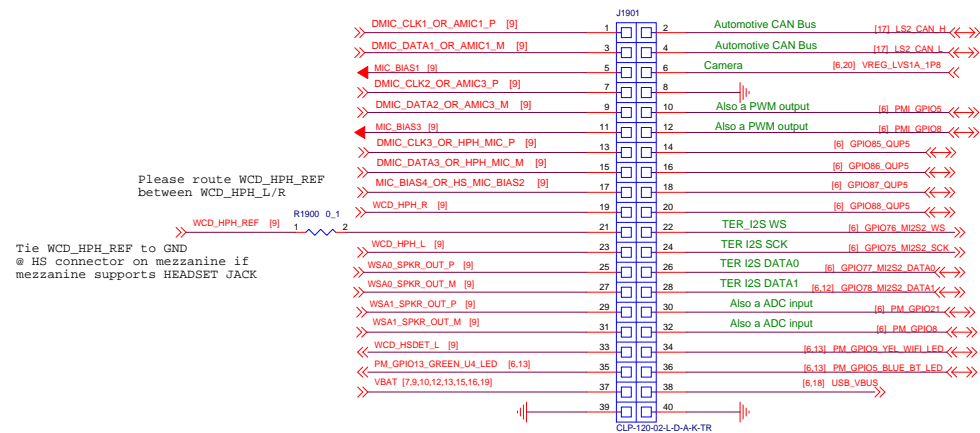 J1901
DMIC_CLK1_OR_AMIC1_P [9] 1 2 Automotive CAN Bus [17] LS2_CAN_H
DMIC_DATA1_OR_AMIC1_M [9] 3 4 Automotive CAN Bus [17] LS2_CAN_L
MIC_BIAS1 [9] 5 6 Camera [6,20] VREG_LVS1A_1P8
DMIC_CLK2_OR_AMIC3_P [9] 7 8
DMIC_DATA2_OR_AMIC3_M [9] 9 10 Also a PWM output [6] PMI_GPIO5
MIC_BIAS3 [9] 11 12 Also a PWM output [6] PMI_GPIO8
DMIC_CLK3_OR_HPH_MIC_P [9] 13 14 [6] GPIO85_QUP5
DMIC_DATA3_OR_HPH_MIC_M [9] 15 16 [6] GPIO86_QUP5
MIC_BIAS4_OR_HS_MIC_BIAS2 [9] 17 18 [6] GPIO87_QUP5
WCD_HPH_R [9] 19 20 [6] GPIO88_QUP5
Please route WCD_HPH_REF
between WCD_HPH_L/R
WCD_HPH_REF [9] 1 R1900 0_1 2 21 22 TER_I2S WS [6] GPIO76_MI2S2_WS
Tie WCD_HPH_REF to GND
@ HS connector on mezzanine if
mezzanine supports HEADSET JACK
WCD_HPH_L [9] 23 24 TER I2S SCK [6] GPIO75_MI2S2_SCK
WSA0_SPKR_OUT_P [9] 25 26 TER I2S DATA0 [6] GPIO77_MI2S2_DATA0
WSA0_SPKR_OUT_M [9] 27 28 TER I2S DATA1 [6,12] GPIO78_MI2S2_DATA1
WSA1_SPKR_OUT_P [9] 29 30 Also a ADC input [6] PM_GPIO21
WSA1_SPKR_OUT_M [9] 31 32 Also a ADC input [6] PM_GPIO8
WCD_HSDET_L [9] 33 34 [6,13] PM_GPIO9_YEL_WIFI_LED
PM_GPIO13_GREEN_U4_LED [6,13] 35 36 [6,13] PM_GPIO5_BLUE_BT_LED
VBAT [7,9,10,12,13,15,16,19] 37 38 [6,18] USB_VBUS
39 40
CLP-120-02-L-D-A-K-TR